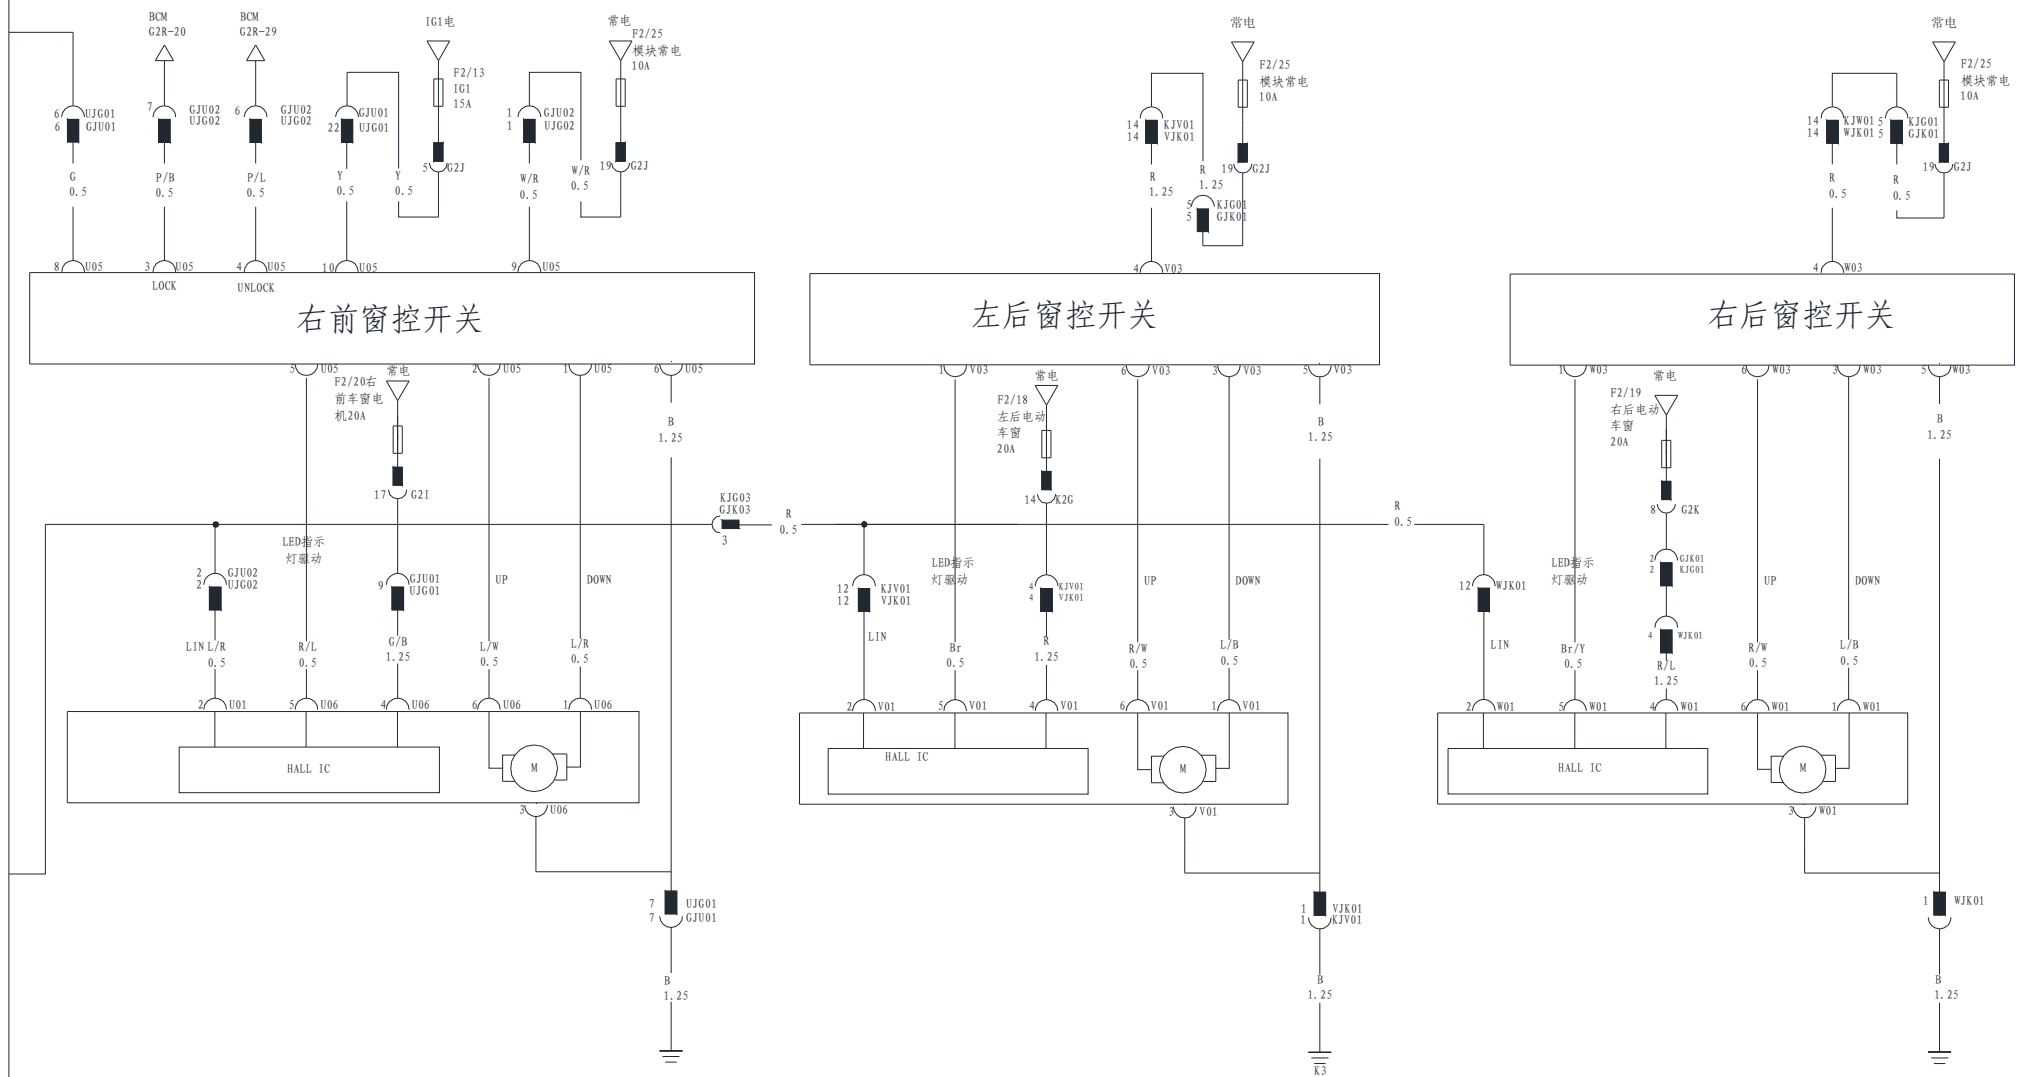 BCM
G2R-20
BCM
G2R-29
IG1电
常电
F2/25
模块常电
10A
F2/13
IG1
15A
常电
F2/25
模块常电
10A
常电
F2/25
模块常电
10A
6 UJG01
6 GJU01
7 GJU02
UJG02
6 GJU02
UJG02
GJU01
22 UJG01
5 G2J
1 GJU02
1 UJG02
19 G2J
14 KJV01
14 VJK01
19 G2J
5 KJG01
5 GJK01
14 KJW01
14 WJK01
5 KJG01
5 GJK01
19 G2J
G
0.5
P/B
0.5
P/L
0.5
Y
0.5
Y
0.5
W/R
0.5
W/R
0.5
R
1.25
R
1.25
R
0.5
R
0.5
8 U05
3 U05
4 U05
10 U05
9 U05
4 V03
4 W03
LOCK
UNLOCK
右前窗控开关
左后窗控开关
右后窗控开关
5 U05
2 U05
1 U05
6 U05
1 V03
6 V03
3 V03
5 V03
1 W03
6 W03
3 W03
5 W03
常电
F2/20右
前车窗电
机20A
常电
F2/18
左后电动
车窗
20A
常电
F2/19
右后电动
车窗
20A
B
1.25
B
1.25
B
1.25
17 G2I
14 K2G
8 G2K
KJG03
GJK03
3
R
0.5
R
0.5
LED指示
灯驱动
LED指示
灯驱动
LED指示
灯驱动
2 GJU02
2 UJG02
9 GJU01
UJG01
UP
DOWN
12 KJV01
12 VJK01
4 KJV01
4 VJK01
UP
DOWN
12 WJK01
2 GJK01
2 KJG01
4 WJK01
UP
DOWN
LIN L/R
0.5
R/L
0.5
G/B
1.25
L/W
0.5
L/R
0.5
LIN
Br
0.5
R
1.25
R/W
0.5
L/B
0.5
LIN
Br/Y
0.5
R/L
1.25
R/W
0.5
L/B
0.5
2 U01
5 U06
4 U06
6 U06
1 U06
2 V01
5 V01
4 V01
6 V01
1 V01
2 W01
5 W01
4 W01
6 W01
1 W01
HALL IC
M
HALL IC
M
HALL IC
M
3 U06
3 V01
3 W01
7 UJG01
7 GJU01
1 VJK01
1 KJV01
1 WJK01
B
1.25
B
1.25
B
1.25
K3